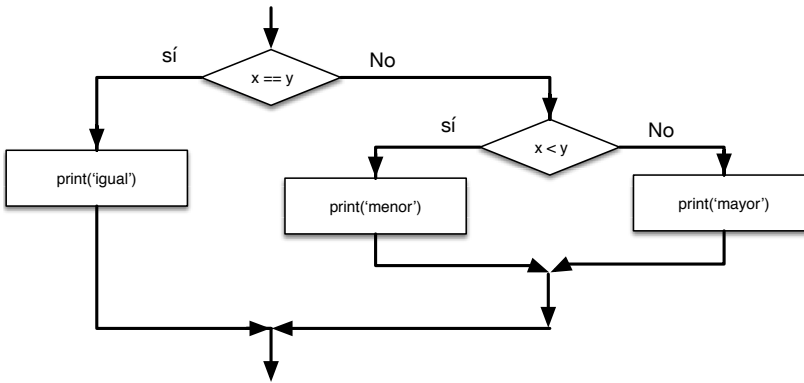 sí
x == y
No
print(‘igual’)
sí
x < y
No
print(‘menor’)
print(‘mayor’)